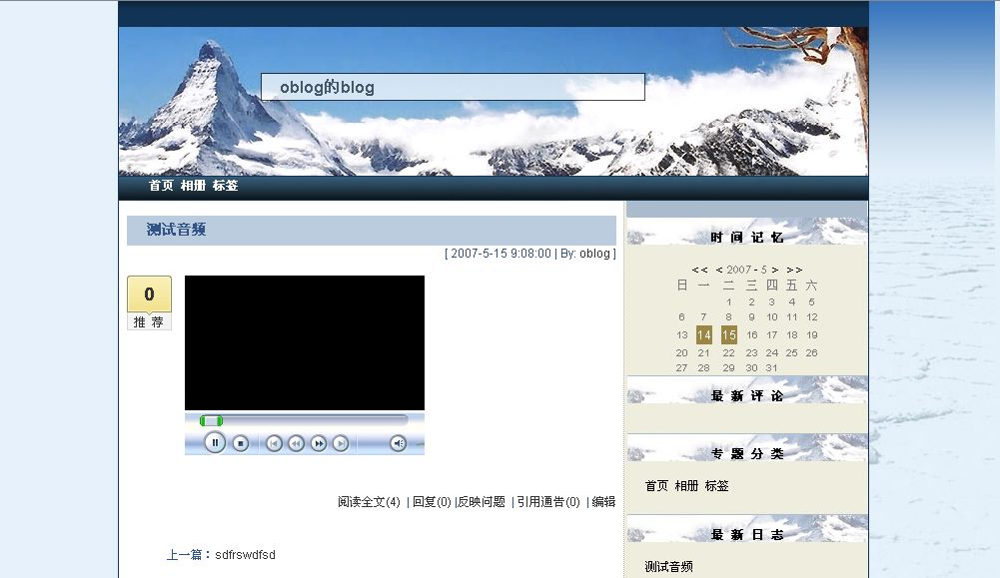 oblog的blog
首页 相册 标签
测试音频
[ 2007-5-15 9:08:00 | By: oblog ]
0
推 荐
阅读全文(4) | 回复(0) |反映问题 | 引用通告(0) | 编辑
上一篇：sdfrswdfsd
时 间 记 忆
<< < 2007 - 5 > >>
日 一 二 三 四 五 六
1 2 3 4 5
6 7 8 9 10 11 12
13 14 15 16 17 18 19
20 21 22 23 24 25 26
27 28 29 30 31
最 新 评 论
专 题 分 类
首页 相册 标签
最 新 日 志
测试音频